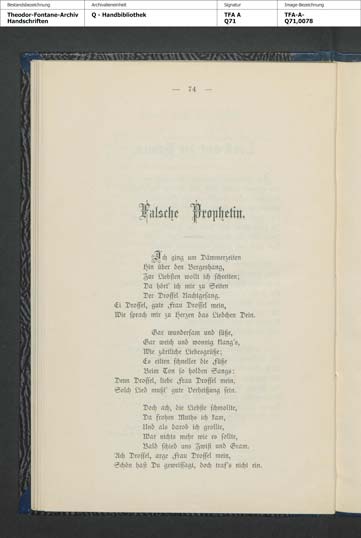 Bestandsbezeichnung
Archivalieneinheit
Signatur
Image-Bezeichnung
Theodor-Fontane-Archiv
Handschriften
Q - Handbibliothek
TFA A
Q71
TFA-A-
Q71,0078
— 74 —
Falsche Prophetin.
Ich ging um Dämmerzeiten
Hin über den Bergeshang,
Zur Liebsten wollt ich schreiten;
Da hört' ich mir zu Seiten
Der Drossel Nachtgesang.
Ei Drossel, gute Frau Drossel mein,
Wie sprach mir zu Herzen das Liedchen Dein.
Gar wundersam und süße,
Gar weich und wonnig klang's,
Wie zärtliche Liebesgrüße;
Es eilten schneller die Füße
Beim Ton so holden Sangs:
Denn Drossel, liebe Frau Drossel mein,
Solch Lied mußt' gute Verheißung sein.
Doch ach, die Liebste schmollte,
Da frohen Muths ich kam,
Und als darob ich grollte,
War nichts mehr wie es sollte,
Bald schied uns Zwist und Gram.
Ach Drossel, arge Frau Drossel mein,
Schön hast Du geweissagt, doch traf's nicht ein.